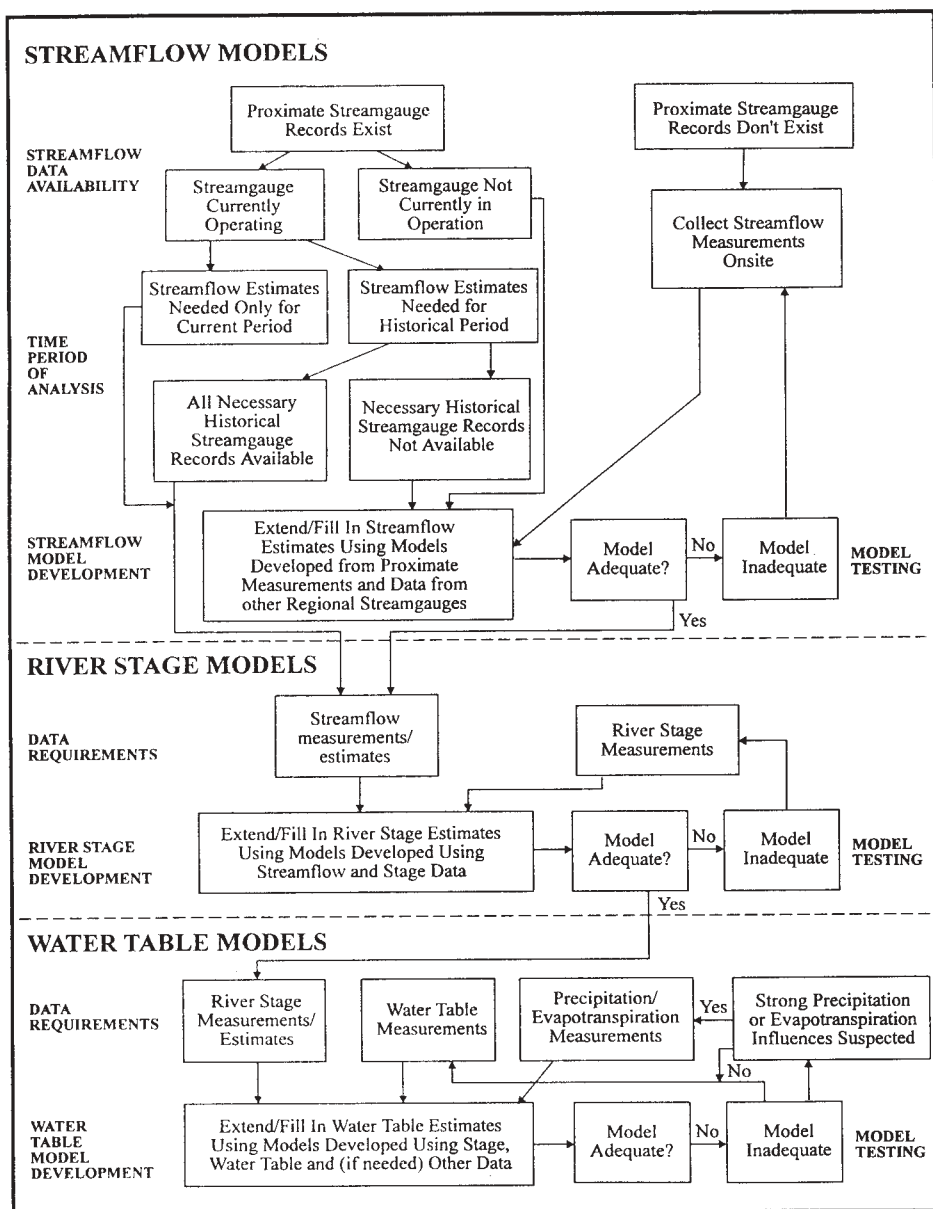 STREAMFLOW MODELS
Proximate Streamgauge
Records Exist
Proximate Streamgauge
Records Don't Exist
STREAMFLOW
DATA
AVAILABILITY
Streamgauge
Currently
Operating
Streamgauge Not
Currently in
Operation
Collect Streamflow
Measurements
Onsite
Streamflow Estimates
Needed Only for
Current Period
Streamflow Estimates
Needed for
Historical Period
TIME
PERIOD
OF
ANALYSIS
All Necessary
Historical
Streamgauge
Records Available
Necessary Historical
Streamgauge Records
Not Available
STREAMFLOW
MODEL
DEVELOPMENT
Extend/Fill In Streamflow
Estimates Using Models
Developed from Proximate
Measurements and Data from
other Regional Streamgauges
Model
Adequate?
No
Model
Inadequate
MODEL
TESTING
Yes
RIVER STAGE MODELS
DATA
REQUIREMENTS
Streamflow
measurements/
estimates
River Stage
Measurements
RIVER STAGE
MODEL
DEVELOPMENT
Extend/Fill In River Stage Estimates
Using Models Developed Using
Streamflow and Stage Data
Model
Adequate?
No
Model
Inadequate
MODEL
TESTING
Yes
WATER TABLE MODELS
DATA
REQUIREMENTS
River Stage
Measurements/
Estimates
Water Table
Measurements
Precipitation/
Evapotranspiration
Measurements
Yes
Strong Precipitation
or Evapotranspiration
Influences Suspected
No
WATER
TABLE
MODEL
DEVELOPMENT
Extend/Fill In Water Table Estimates
Using Models Developed Using Stage,
Water Table and (if needed) Other Data
Model
Adequate?
No
Model
Inadequate
MODEL
TESTING